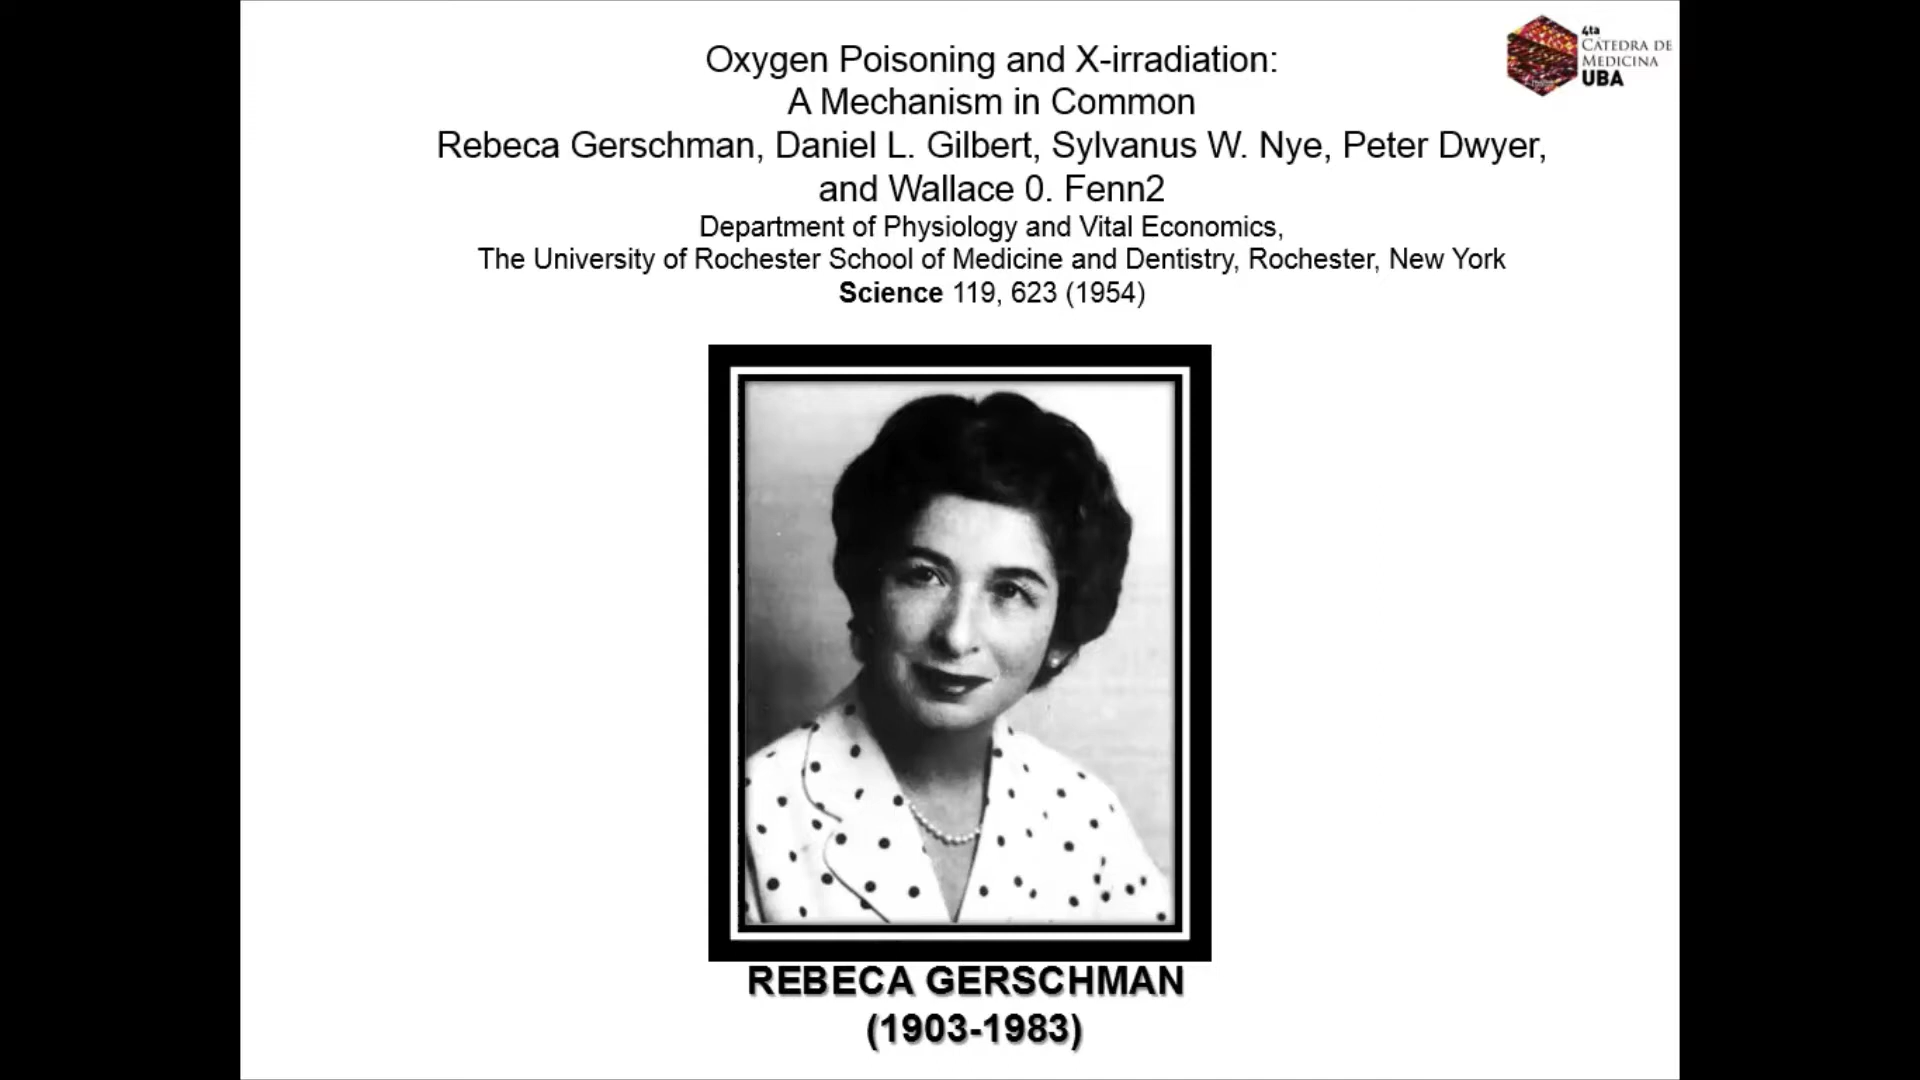 Oxygen Poisoning and X-irradiation:
A Mechanism in Common
Rebeca Gerschman, Daniel L. Gilbert, Sylvanus W. Nye, Peter Dwyer,
and Wallace 0. Fenn2
Department of Physiology and Vital Economics,
The University of Rochester School of Medicine and Dentistry, Rochester, New York
Science 119, 623 (1954)
4ta
CÁTEDRA DE
MEDICINA
UBA
REBECA GERSCHMAN
(1903-1983)